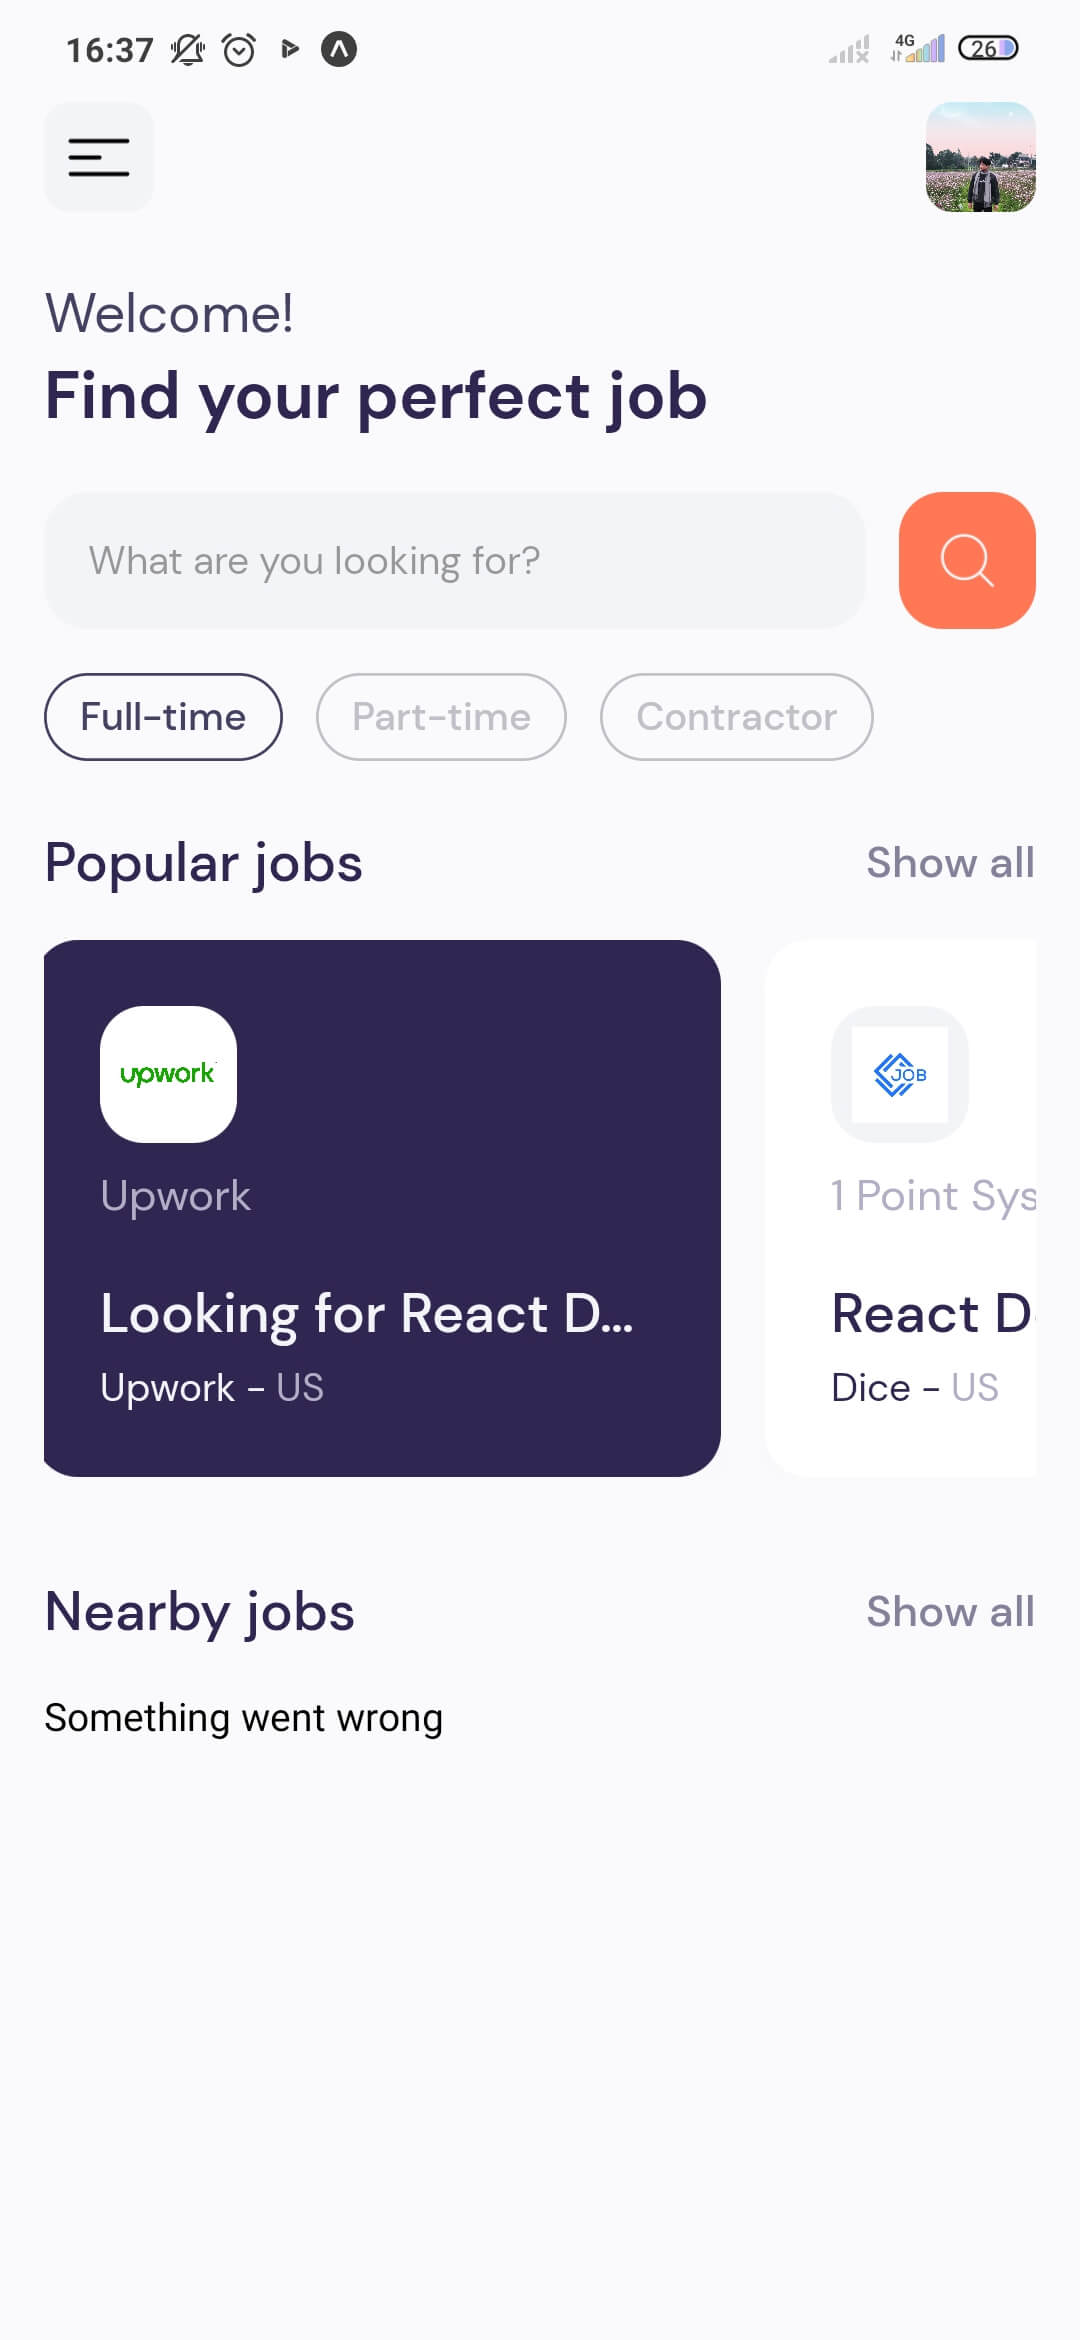 16:37
4G
26
Welcome!
Find your perfect job
What are you looking for?
Full-time
Part-time
Contractor
Popular jobs
Show all
upwork
JOB
Upwork
1 Point Sys
Looking for React D...
React D
Upwork - US
Dice - US
Nearby jobs
Show all
Something went wrong